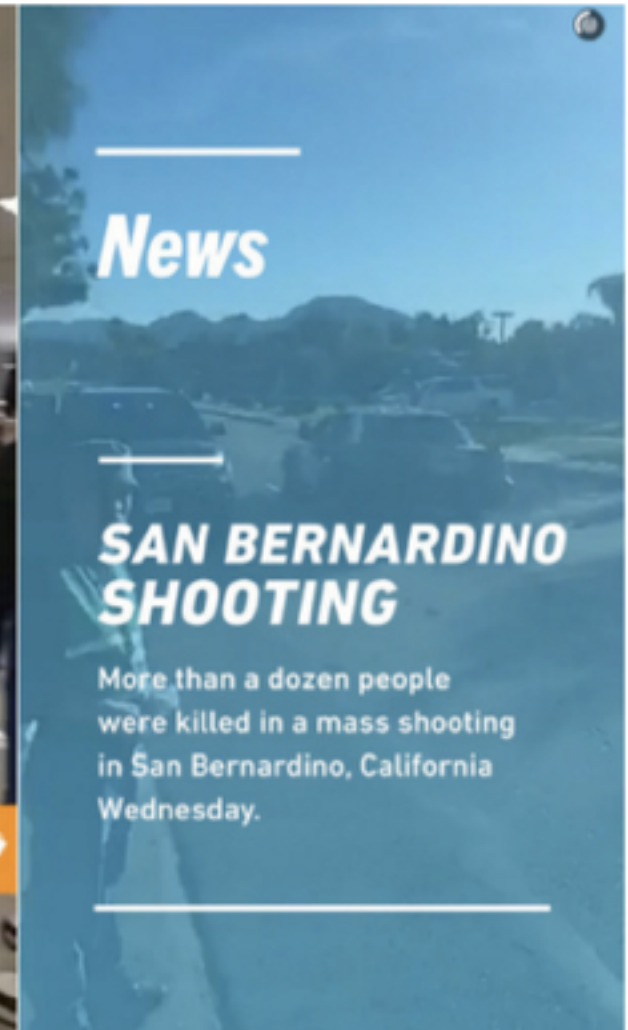 News
SAN BERNARDINO
SHOOTING
More than a dozen people
were killed in a mass shooting
in San Bernardino, California
Wednesday.